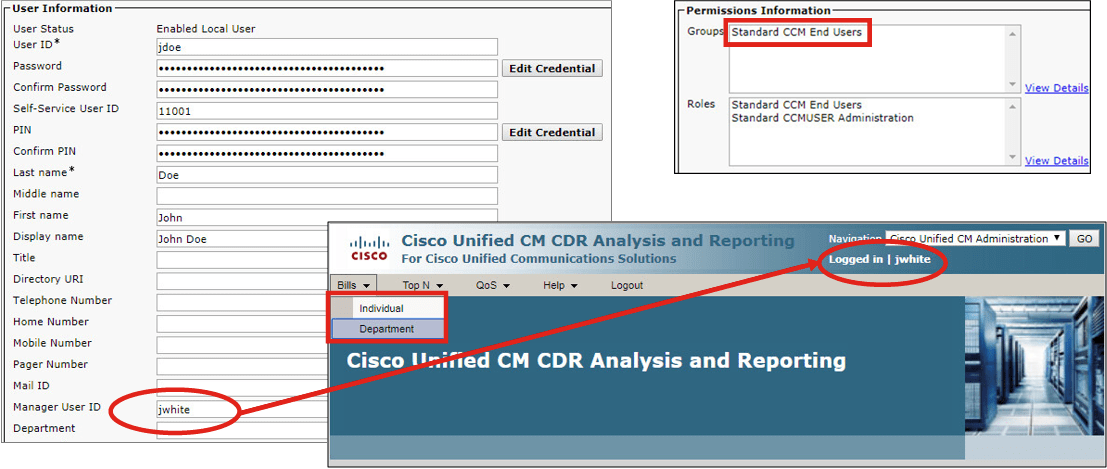 User Information
User Status Enabled Local User
User ID* jdoe
Password •••••••••••••••••••••••••••••••••••••••• Edit Credential
Confirm Password ••••••••••••••••••••••••••••••••••••••••
Self-Service User ID 11001
PIN •••••••••••••••••••••••••••••••••••••••• Edit Credential
Confirm PIN ••••••••••••••••••••••••••••••••••••••••
Last name* Doe
Middle name
First name John
Display name John Doe
Title
Directory URI
Telephone Number
Home Number
Mobile Number
Pager Number
Mail ID
Manager User ID jwhite
Department
Permissions Information
Groups Standard CCM End Users
View Details
Roles Standard CCM End Users
Standard CCMUSER Administration
View Details
CISCO
Cisco Unified CM CDR Analysis and Reporting
For Cisco Unified Communications Solutions
Navigation Cisco Unified CM Administration GO
Logged in | jwhite
Bills Top N QoS Help Logout
Individual
Department
Cisco Unified CM CDR Analysis and Reporting